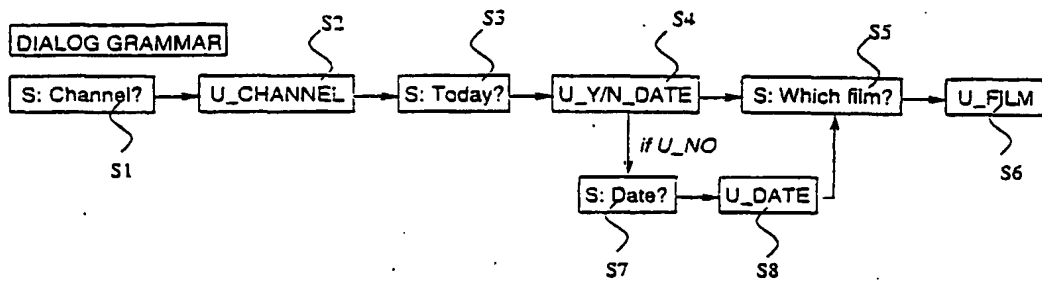 S2 S3 S4 S5
DIALOG GRAMMAR
S: Channel? U_CHANNEL S: Today? U_Y/N_DATE S: Which film? U_FILM
if U_NO
S1 S6
S: Date? U_DATE
S7 S8